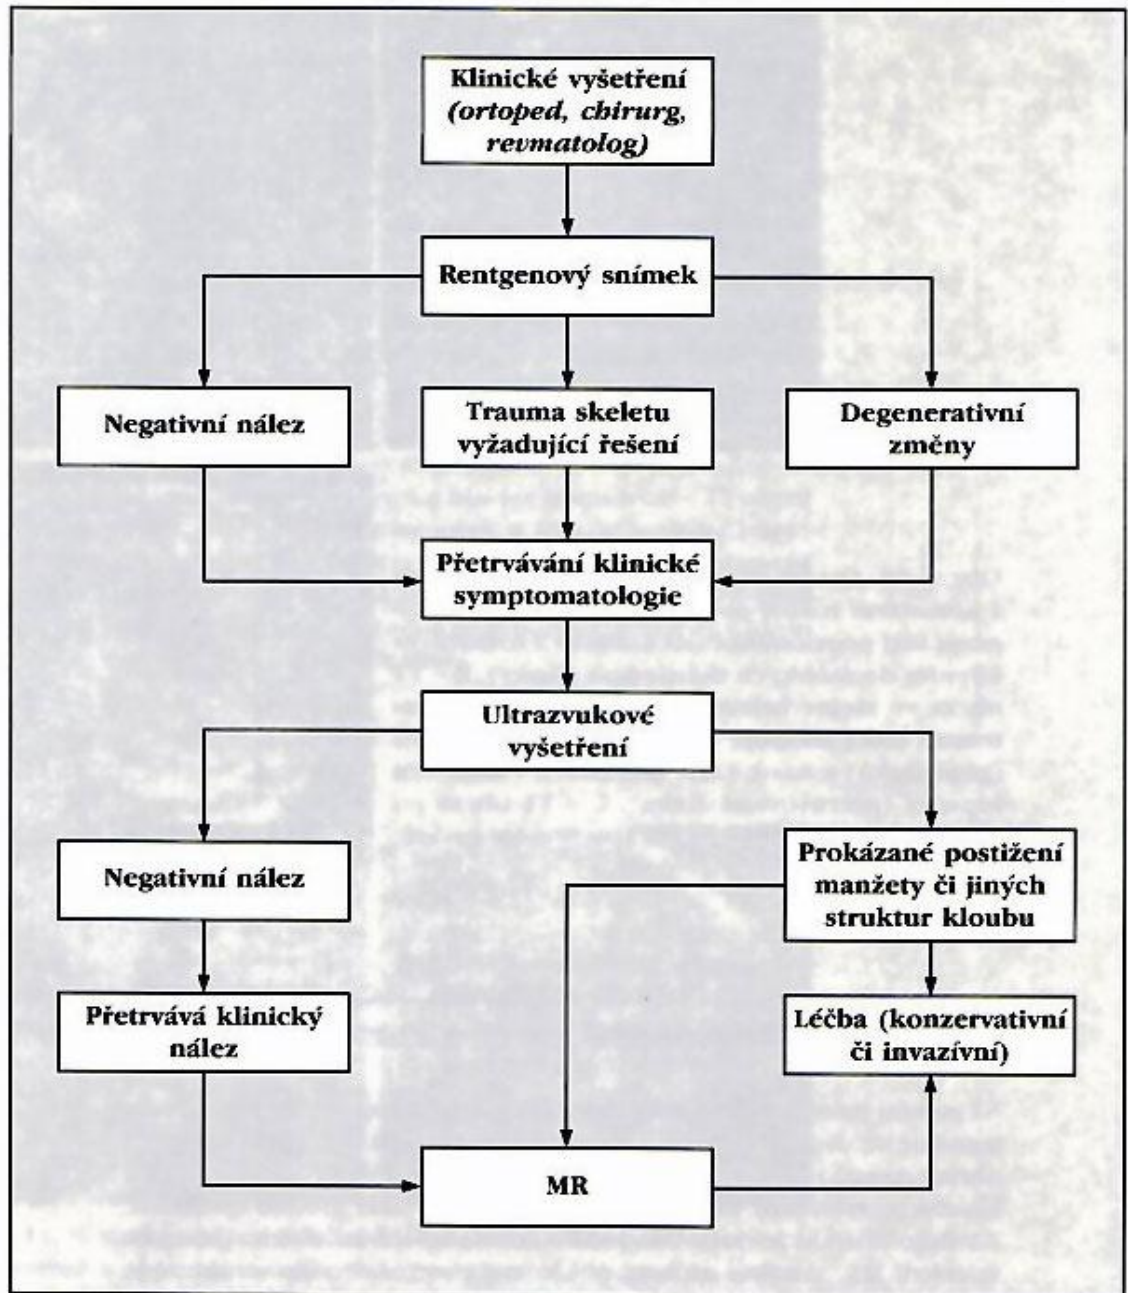 Klinické vyšetření
(ortoped, chirurg,
revmatolog)
Rentgenový snímek
Negativní nález
Trauma skeletu
vyžadující řešení
Degenerativní
změny
Přetrvávání klinické
symptomatologie
Ultrazvukové
vyšetření
Negativní nález
Prokázané postižení
manžety či jiných
struktur kloubu
Přetrvává klinický
nález
Léčba (konzervativní
či invazívní)
MR